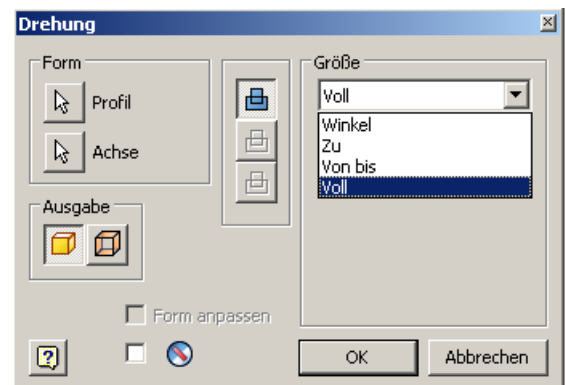 Drehung
Form
Profil
Achse
Ausgabe
Form anpassen
Größe
Voll
Winkel
Zu
Von bis
Voll
OK
Abbrechen